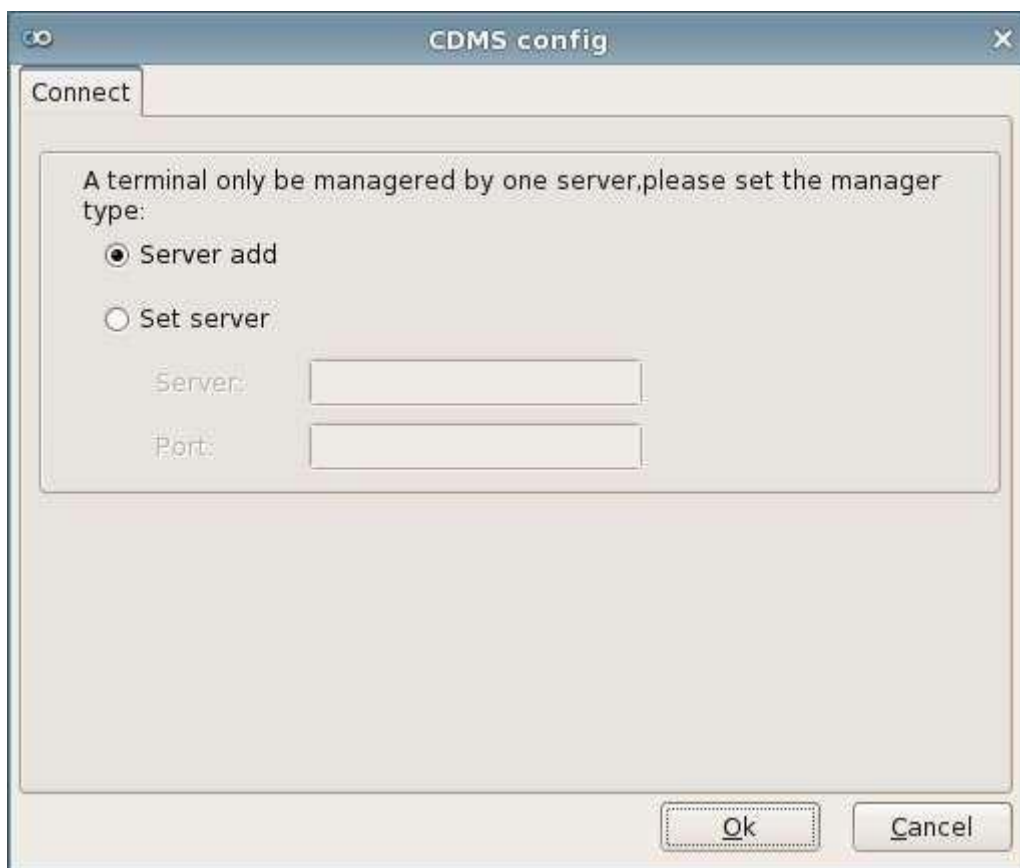 CDMS config
Connect
A terminal only be managered by one server,please set the manager
type:
Server add
Set server
Server:
Port:
Ok
Cancel